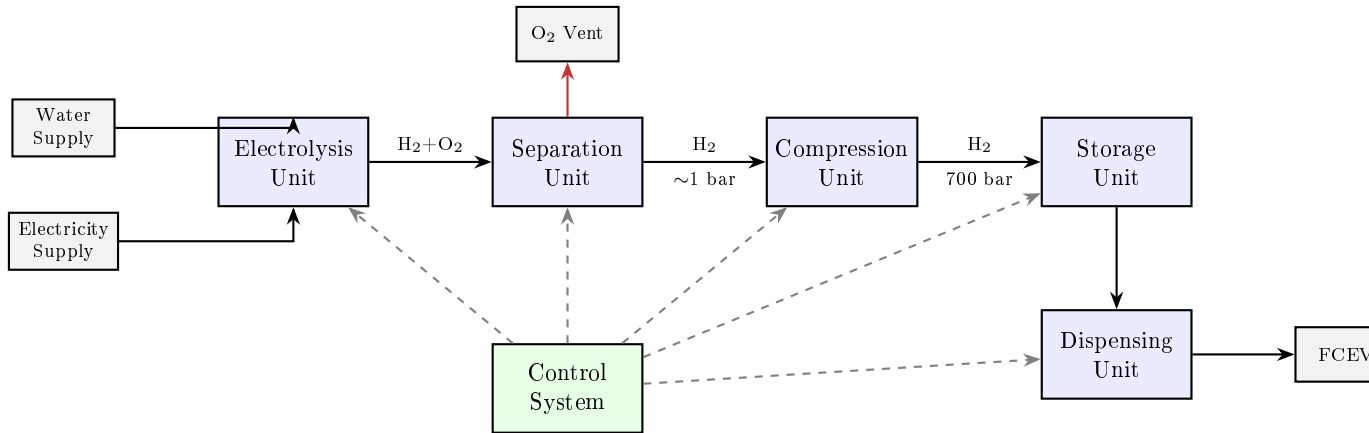 O₂ Vent
Water
Supply
Electrolysis
Unit
H₂+O₂
Separation
Unit
H₂
~1 bar
Compression
Unit
H₂
700 bar
Storage
Unit
Electricity
Supply
Control
System
Dispensing
Unit
FCEV